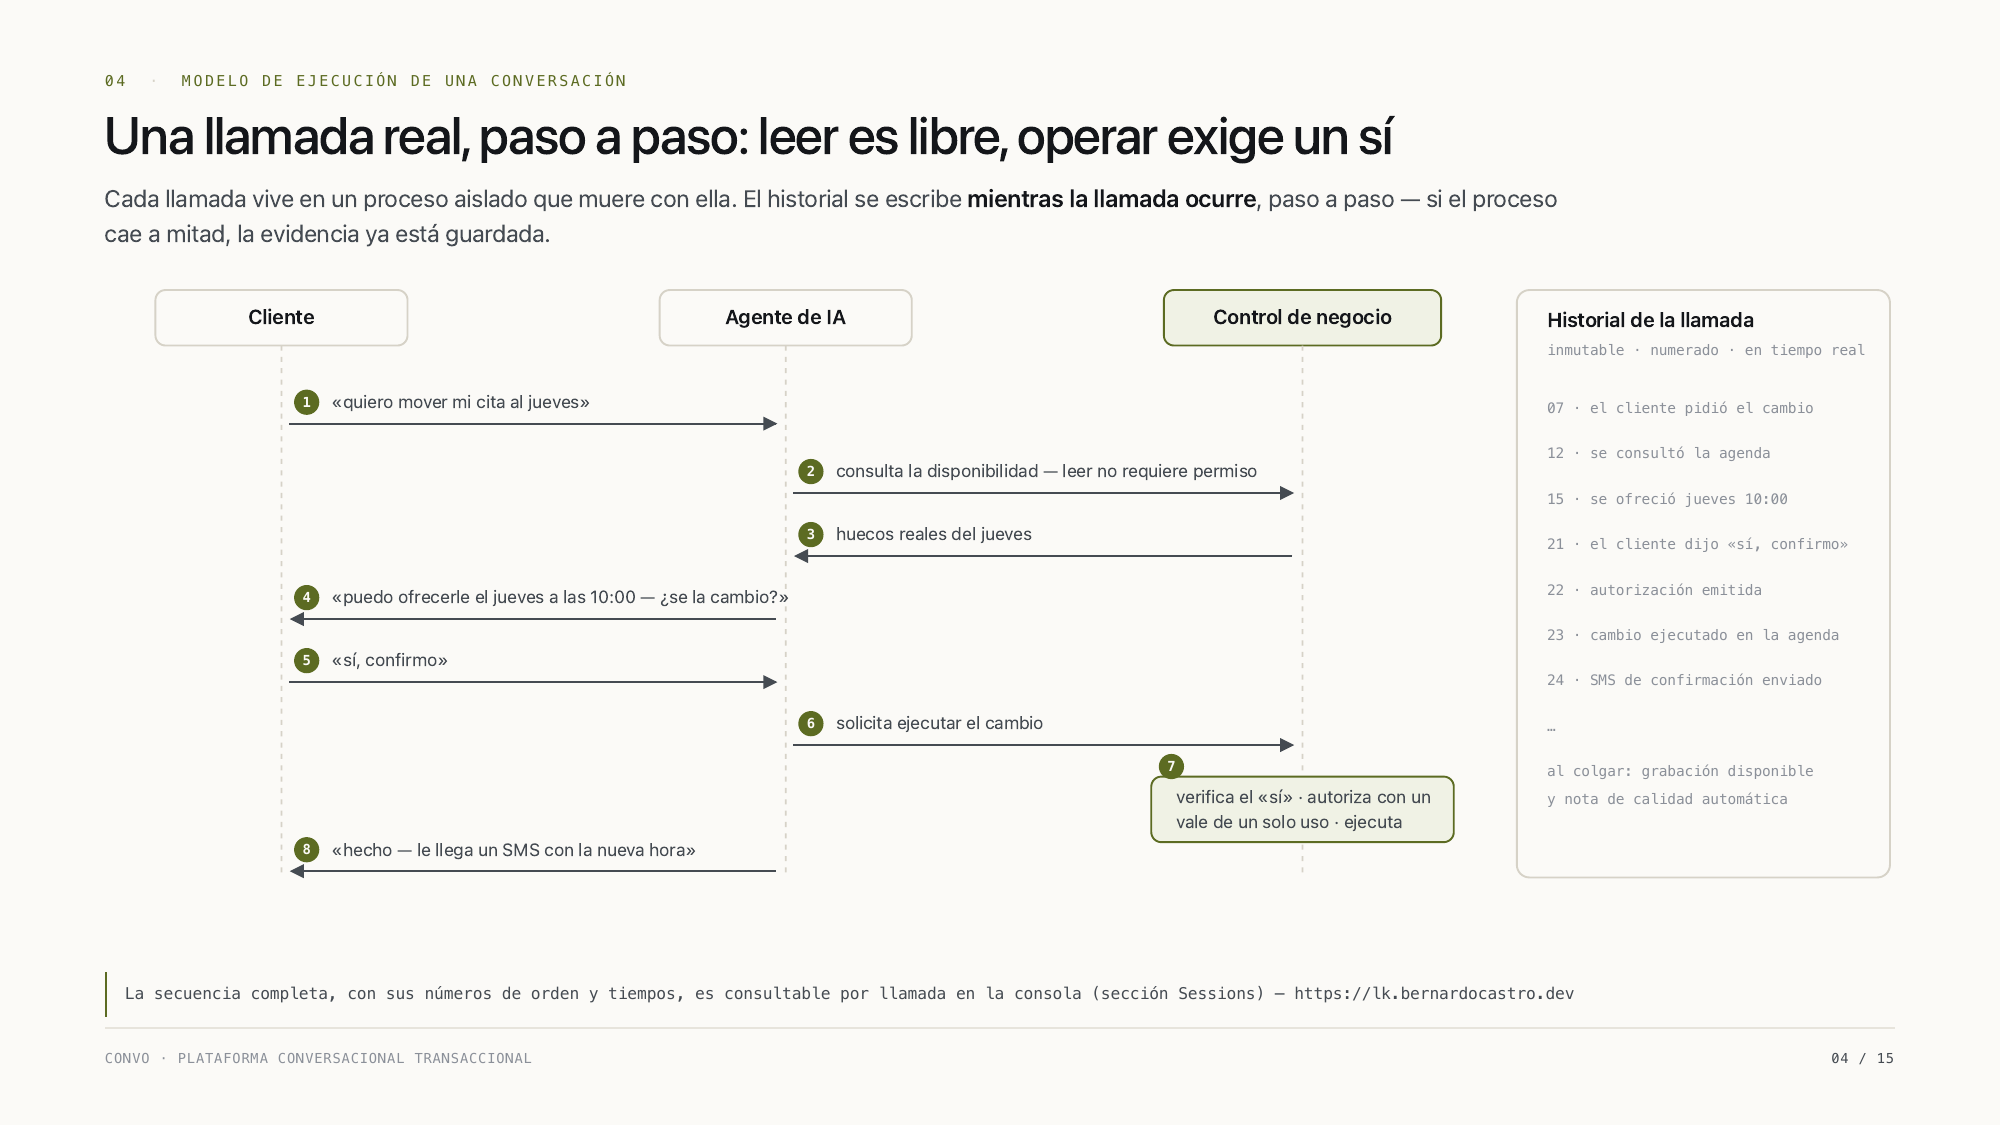 04 · MODELO DE EJECUCIÓN DE UNA CONVERSACIÓN
Una llamada real, paso a paso: leer es libre, operar exige un sí
Cada llamada vive en un proceso aislado que muere con ella. El historial se escribe mientras la llamada ocurre, paso a paso — si el proceso
cae a mitad, la evidencia ya está guardada.
Cliente
Agente de IA
Control de negocio
1 «quiero mover mi cita al jueves»
2 consulta la disponibilidad — leer no requiere permiso
3 huecos reales del jueves
4 «puedo ofrecerle el jueves a las 10:00 — ¿se la cambio?»
5 «sí, confirmo»
6 solicita ejecutar el cambio
7
verifica el «sí» · autoriza con un
vale de un solo uso · ejecuta
8 «hecho — le llega un SMS con la nueva hora»
Historial de la llamada
inmutable · numerado · en tiempo real
07 · el cliente pidió el cambio
12 · se consultó la agenda
15 · se ofreció jueves 10:00
21 · el cliente dijo «sí, confirmo»
22 · autorización emitida
23 · cambio ejecutado en la agenda
24 · SMS de confirmación enviado
…
al colgar: grabación disponible
y nota de calidad automática
La secuencia completa, con sus números de orden y tiempos, es consultable por llamada en la consola (sección Sessions) — https://lk.bernardocastro.dev
CONVO · PLATAFORMA CONVERSACIONAL TRANSACCIONAL
04 / 15